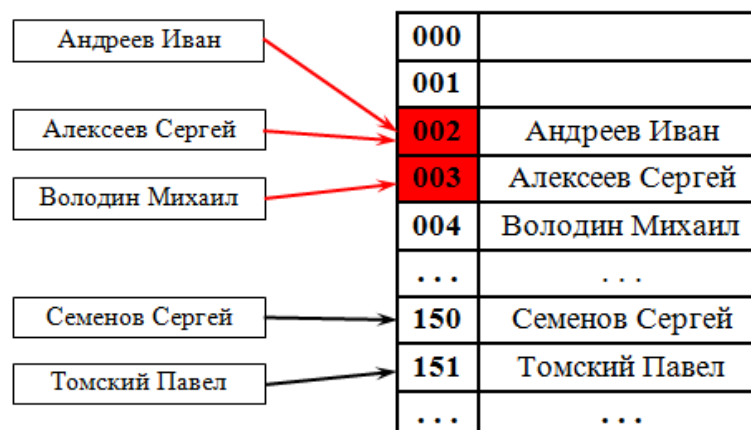 Андреев Иван
Алексеев Сергей
Володин Михаил
Семенов Сергей
Томский Павел
000
001
002 Андреев Иван
003 Алексеев Сергей
004 Володин Михаил
... ...
150 Семенов Сергей
151 Томский Павел
... ...